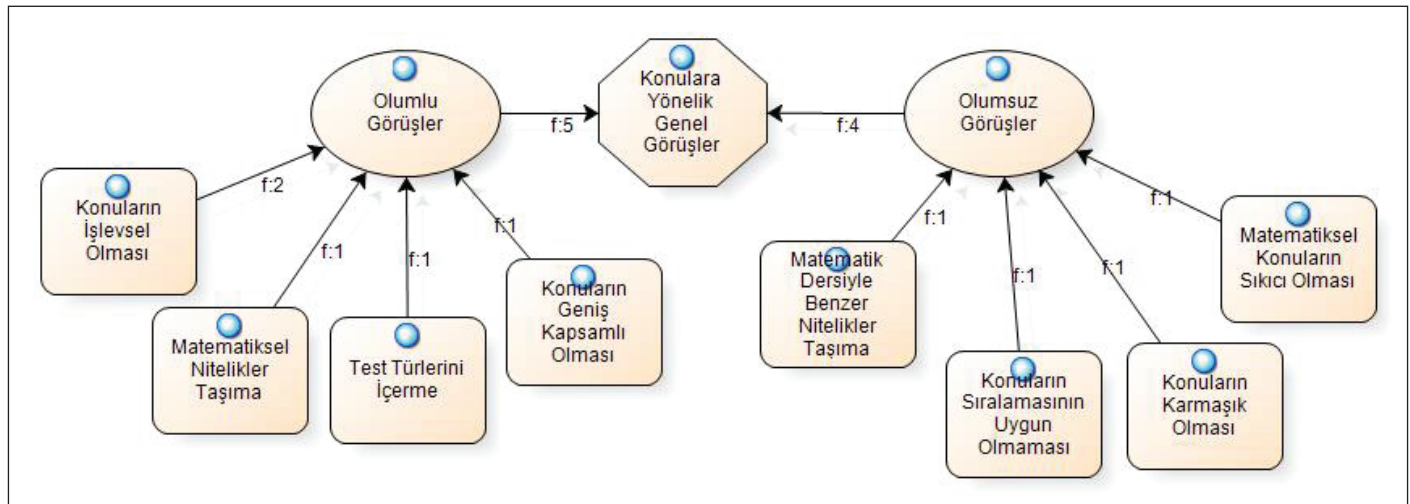 Olumlu
Görüşler
f:5
Konulara
Yönelik
Genel
Görüşler
f:4
Olumsuz
Görüşler
f:2
Konuların
İşlevsel
Olması
f:1
Matematiksel
Nitelikler
Taşıma
f:1
Test Türlerini
İçerme
f:1
Konuların
Geniş
Kapsamlı
Olması
f:1
Matematik
Dersiyle
Benzer
Nitelikler
Taşıma
f:1
Konuların
Sıralamasının
Uygun
Olmaması
f:1
Konuların
Karmaşık
Olması
f:1
Matematiksel
Konuların
Sıkıcı Olması